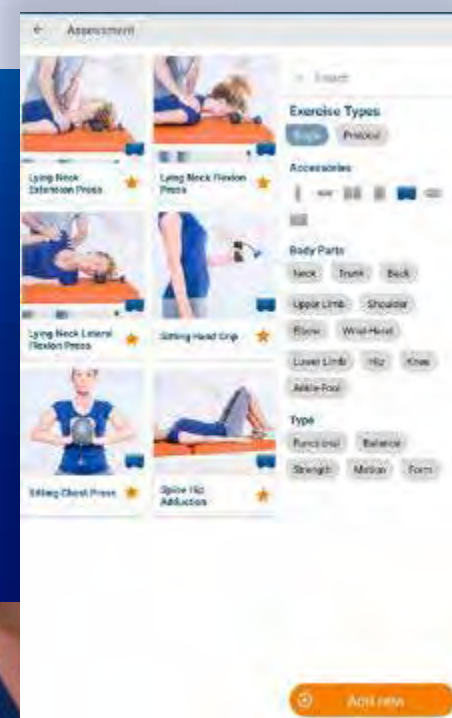 Assessment
Search
Lying Neck
Extension Press
Lying Neck Flexion
Press
Exercise Types
Single Protocol
Accessories
Lying Neck Lateral
Flexion Press
Sitting Hand Grip
Body Parts
Neck Trunk Back
Upper Limb Shoulder
Elbow Wrist-Hand
Lower Limb Hip Knee
Ankle-Foot
Sitting Chest Press
Spine Hip
Adduction
Type
Functional Balance
Strength Motion Form
Add new